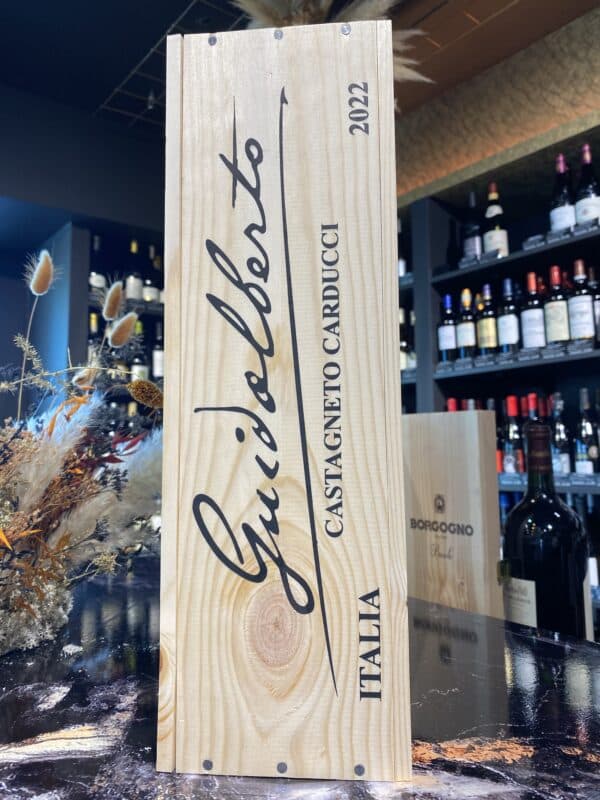 Guidalberto
CASTAGNETO CARDUCCI
ITALIA
2022
BORGOGNO